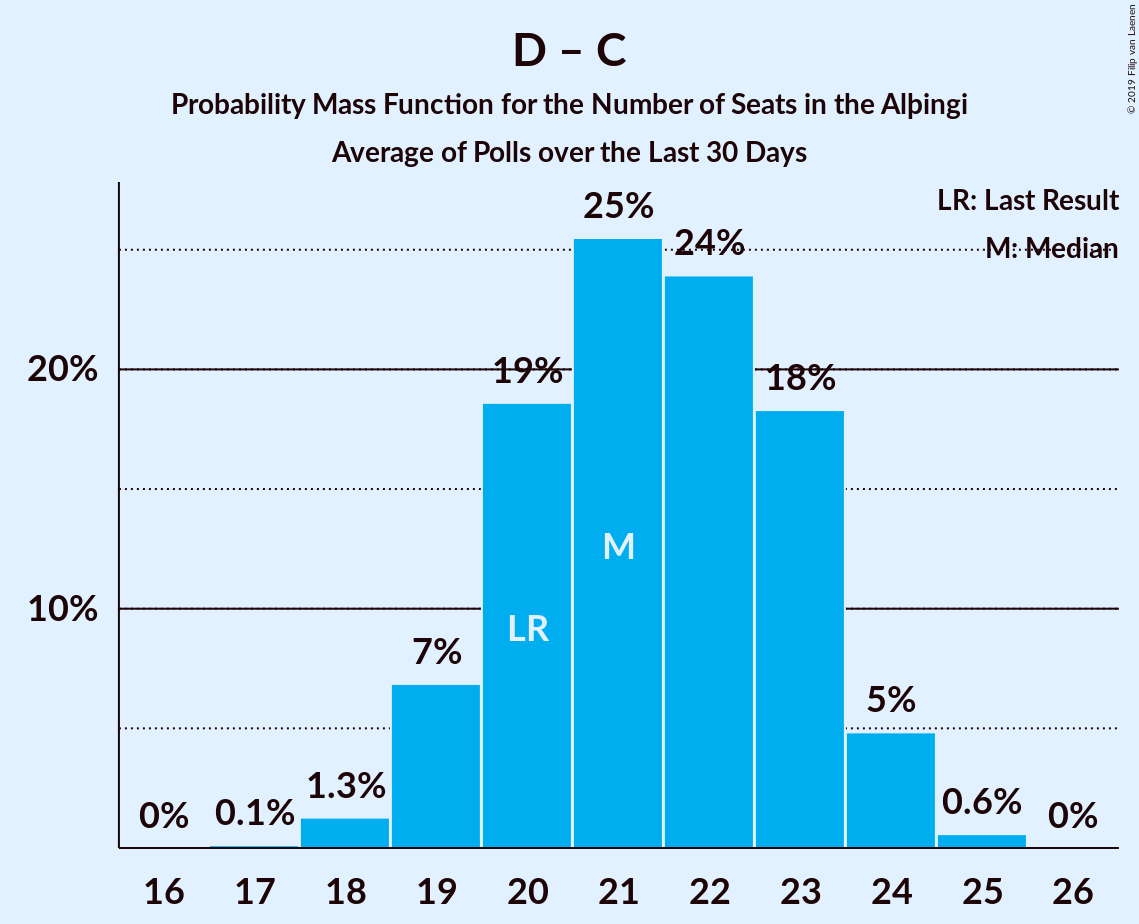 D – C
Probability Mass Function for the Number of Seats in the Alþingi
Average of Polls over the Last 30 Days
© 2019 Filip van Laenen
LR: Last Result
M: Median
20%
10%
0%
0.1%
1.3%
7%
19%
25%
24%
18%
5%
0.6%
0%
LR
M
16 17 18 19 20 21 22 23 24 25 26